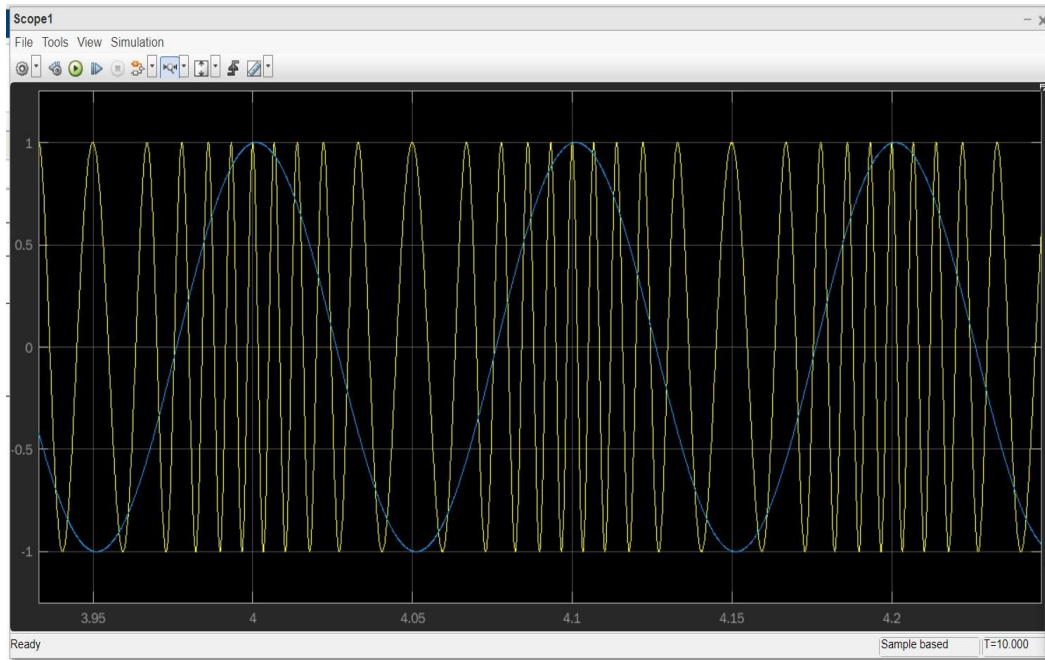 Scope1
File Tools View Simulation
1
0.5
0
-0.5
-1
3.95 4 4.05 4.1 4.15 4.2
Ready Sample based T=10.000